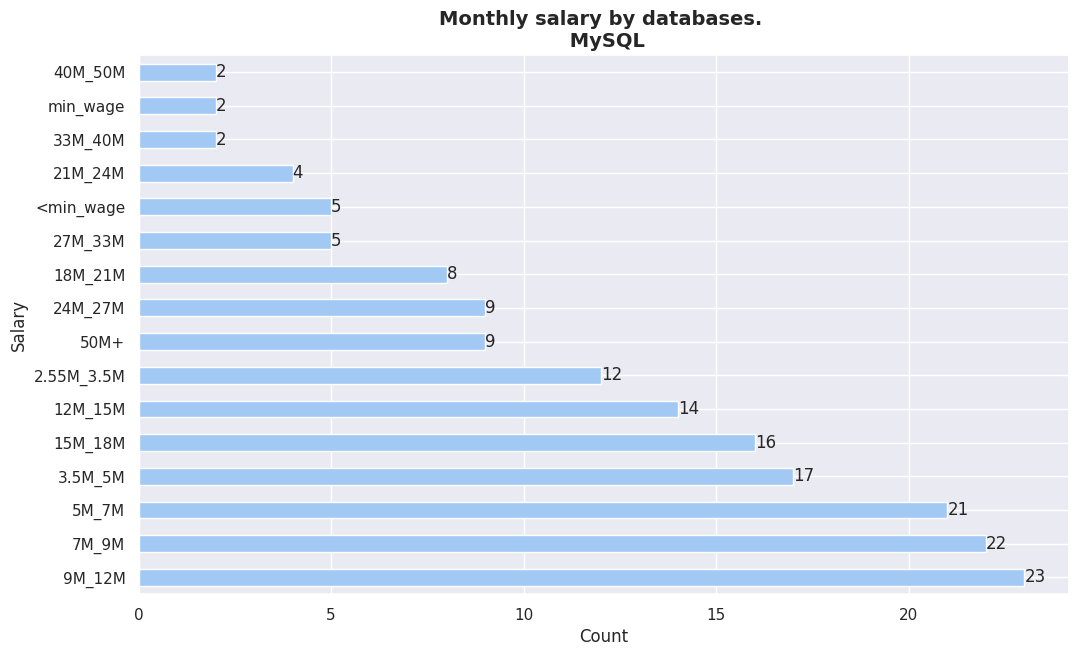 Monthly salary by databases.
MySQL
Salary
40M_50M 2
min_wage 2
33M_40M 2
21M_24M 4
<min_wage 5
27M_33M 5
18M_21M 8
24M_27M 9
50M+ 9
2.55M_3.5M 12
12M_15M 14
15M_18M 16
3.5M_5M 17
5M_7M 21
7M_9M 22
9M_12M 23
0 5 10 15 20
Count